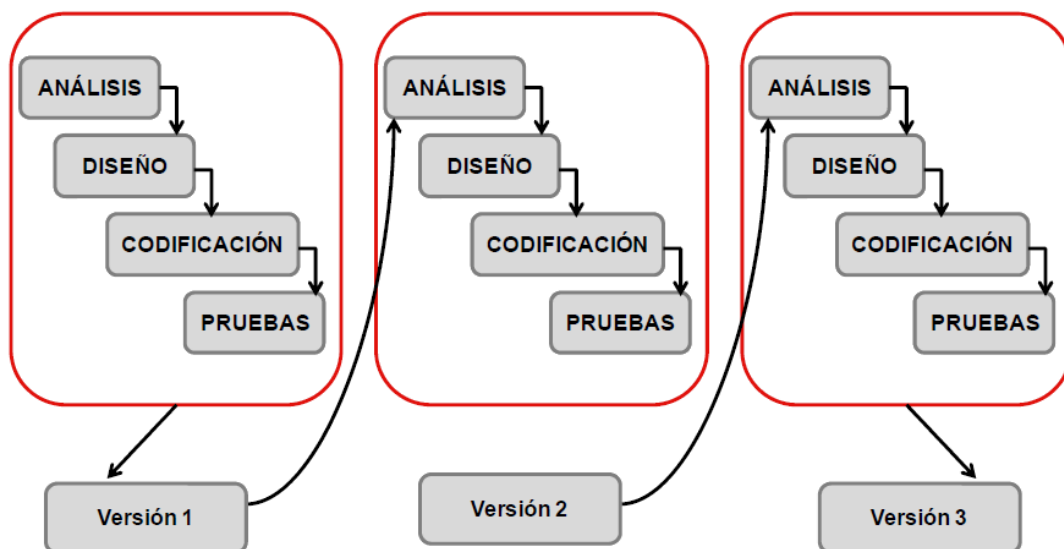 ANÁLISIS
DISEÑO
CODIFICACIÓN
PRUEBAS
ANÁLISIS
DISEÑO
CODIFICACIÓN
PRUEBAS
ANÁLISIS
DISEÑO
CODIFICACIÓN
PRUEBAS
Versión 1
Versión 2
Versión 3